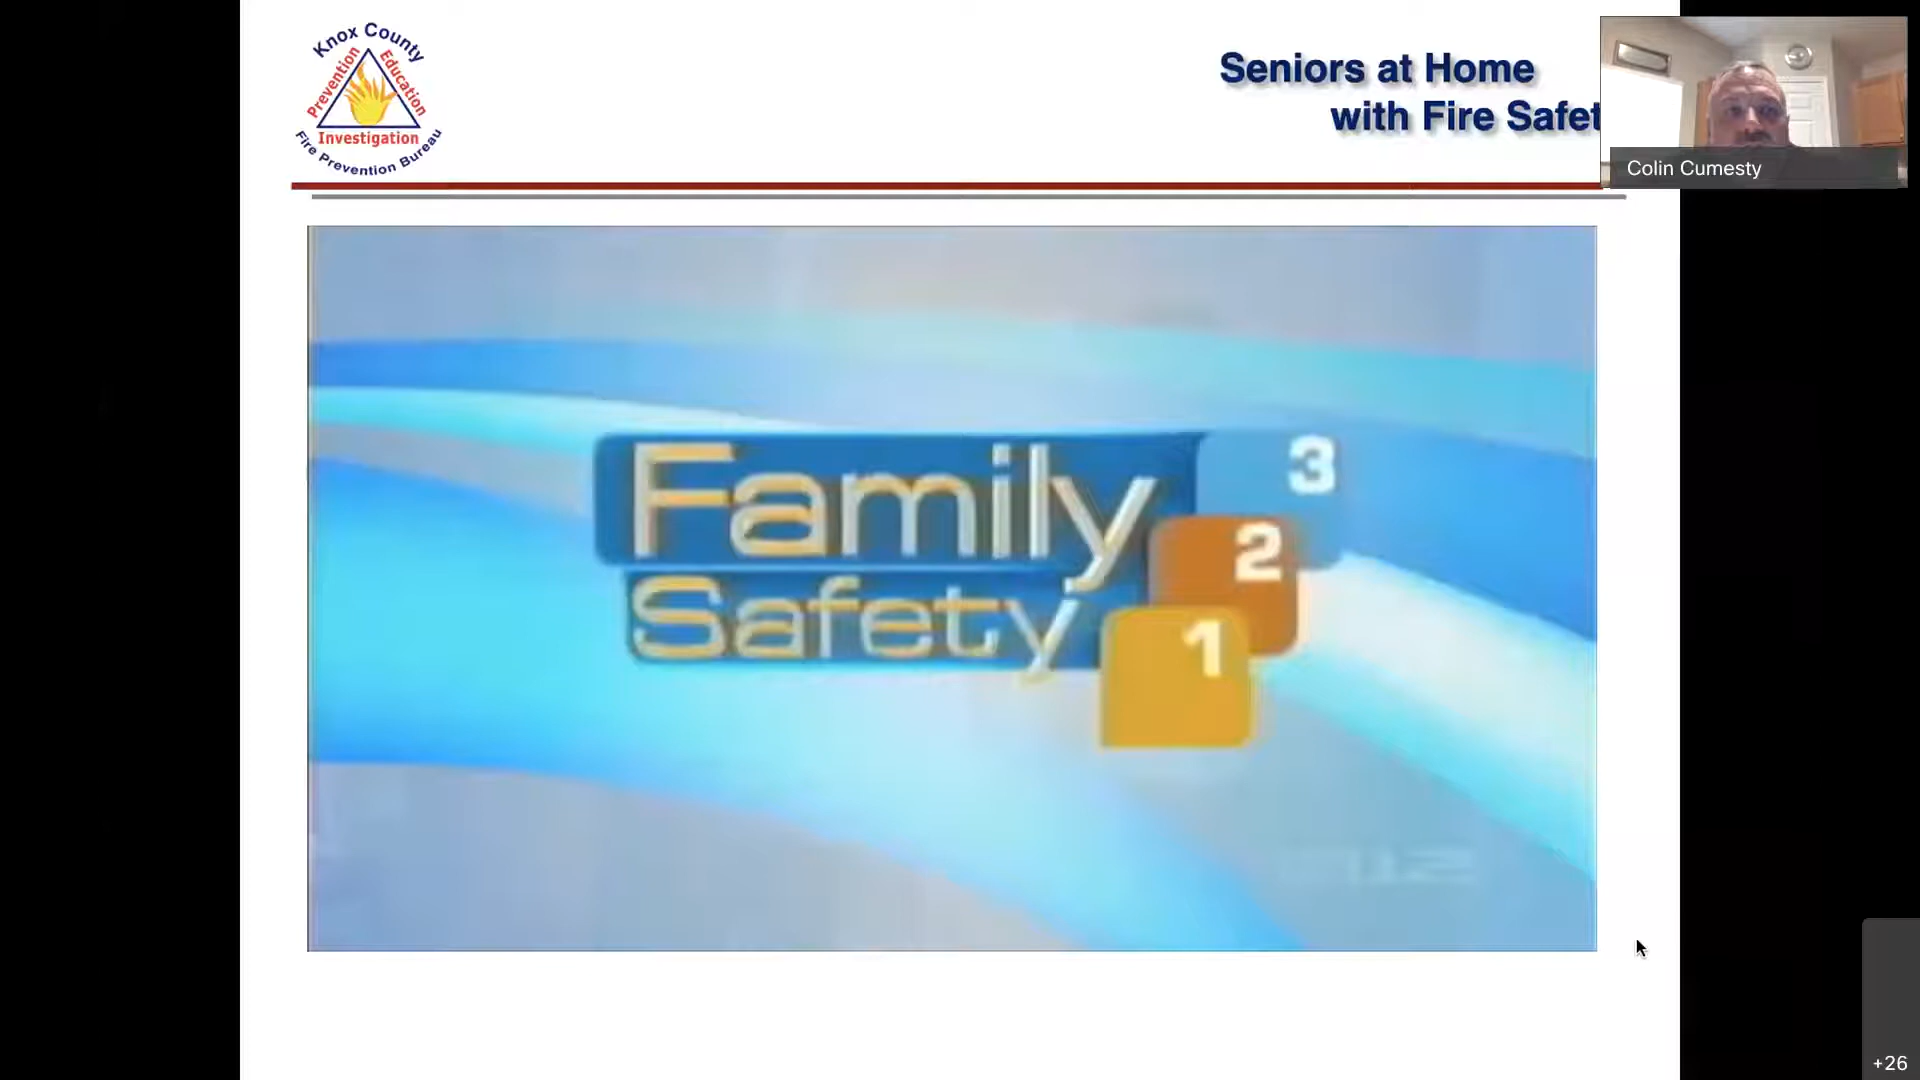 Knox County
Prevention
Education
Investigation
Fire Prevention Bureau
Seniors at Home
with Fire Safet
Colin Cumesty
Family
Safety
3
2
1
+26